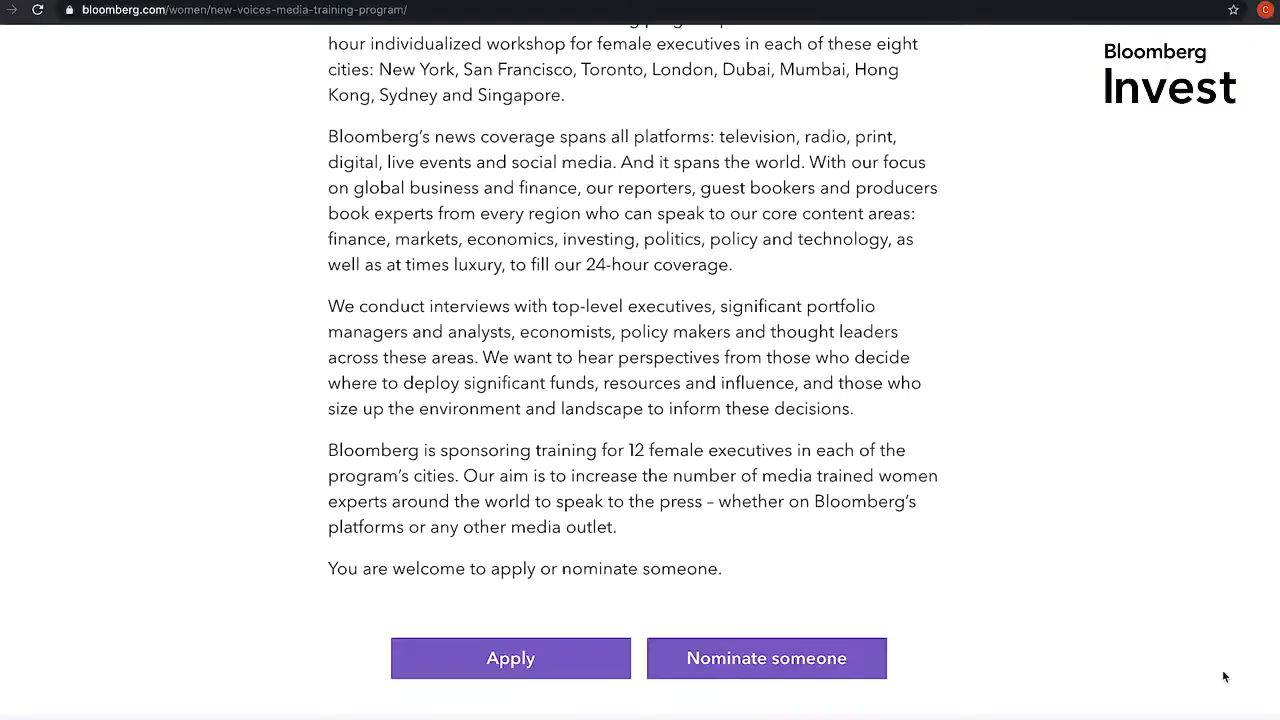 bloomberg.com/women/new-voices-media-training-program/
C
hour individualized workshop for female executives in each of these eight
cities: New York, San Francisco, Toronto, London, Dubai, Mumbai, Hong
Kong, Sydney and Singapore.
Bloomberg
Invest
Bloomberg's news coverage spans all platforms: television, radio, print,
digital, live events and social media. And it spans the world. With our focus
on global business and finance, our reporters, guest bookers and producers
book experts from every region who can speak to our core content areas:
finance, markets, economics, investing, politics, policy and technology, as
well as at times luxury, to fill our 24-hour coverage.
We conduct interviews with top-level executives, significant portfolio
managers and analysts, economists, policy makers and thought leaders
across these areas. We want to hear perspectives from those who decide
where to deploy significant funds, resources and influence, and those who
size up the environment and landscape to inform these decisions.
Bloomberg is sponsoring training for 12 female executives in each of the
program's cities. Our aim is to increase the number of media trained women
experts around the world to speak to the press – whether on Bloomberg's
platforms or any other media outlet.
You are welcome to apply or nominate someone.
Apply
Nominate someone